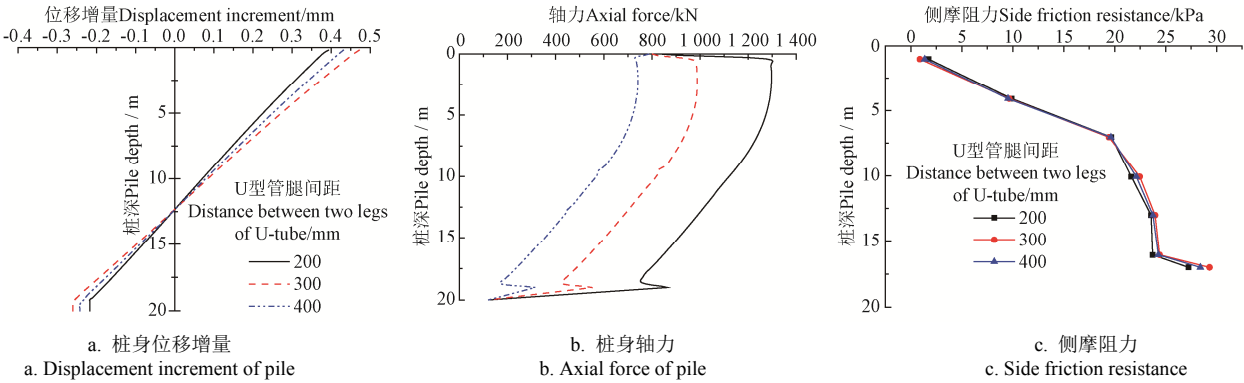 位移增量Displacement increment/mm
-0.4 -0.3 -0.2 -0.1 0.0 0.1 0.2 0.3 0.4 0.5
5
10
15
20
桩深Pile depth / m
U型管腿间距
Distance between two legs
of U-tube/mm
200
300
400
a. 桩身位移增量
a. Displacement increment of pile
轴力Axial force/kN
200 400 600 800 1 000 1 200 1 400
0
5
10
15
20
桩深Pile depth / m
b. 桩身轴力
b. Axial force of pile
侧摩阻力Side friction resistance/kPa
0 5 10 15 20 25 30
0
5
10
15
20
桩深Pile depth / m
U型管腿间距
Distance between two legs
of U-tube/mm
200
300
400
c. 侧摩阻力
c. Side friction resistance